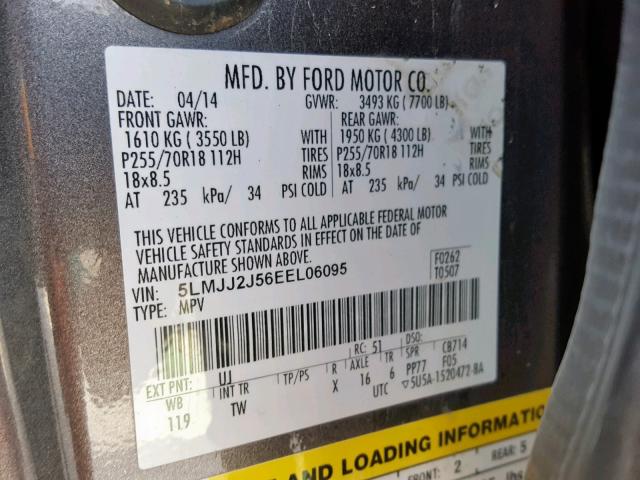 MFD. BY FORD MOTOR CO.
DATE: 04/14 GVWR: 3493 KG ( 7700 LB)
FRONT GAWR: REAR GAWR:
1610 KG ( 3550 LB) WITH 1950 KG ( 4300 LB) WITH
P255/70R18 112H TIRES P255/70R18 112H TIRES
18x8.5 RIMS 18x8.5 RIMS
AT 235 kPa/ 34 PSI COLD AT 235 kPa/ 34 PSI COLD
THIS VEHICLE CONFORMS TO ALL APPLICABLE FEDERAL MOTOR
VEHICLE SAFETY STANDARDS IN EFFECT ON THE DATE OF
MANUFACTURE SHOWN ABOVE. F0262
VIN: 5LMJJ2J56EEL06095 T0507
TYPE: MPV
RC: 51 DSO:
EXT PNT: UJ TP/PS R AXLE TR SPR CB714
WB INT TR X 16 6 PP77 F05
119 TW UTC ▽5U5A-1520472-BA
AND LOADING INFORMATION
FRONT: 2 REAR: 5
lbs